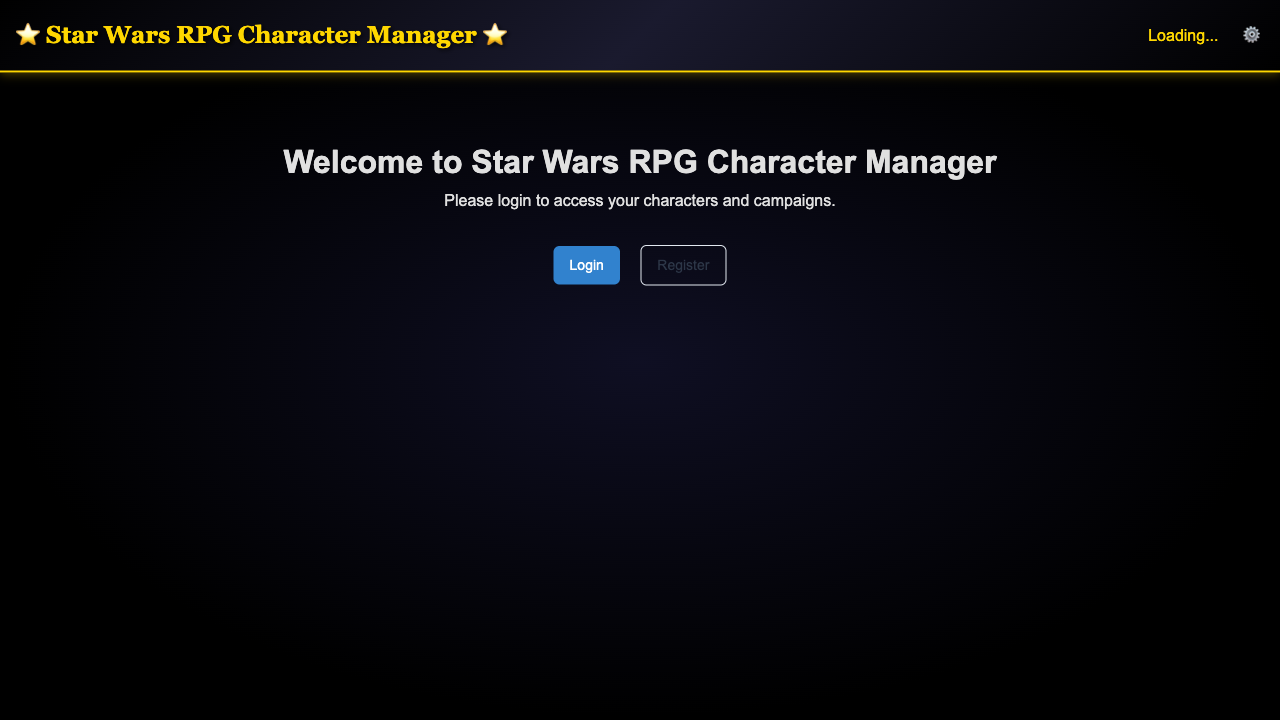 ⭐ Star Wars RPG Character Manager ⭐
Loading... ⚙️
Welcome to Star Wars RPG Character Manager
Please login to access your characters and campaigns.
Login
Register